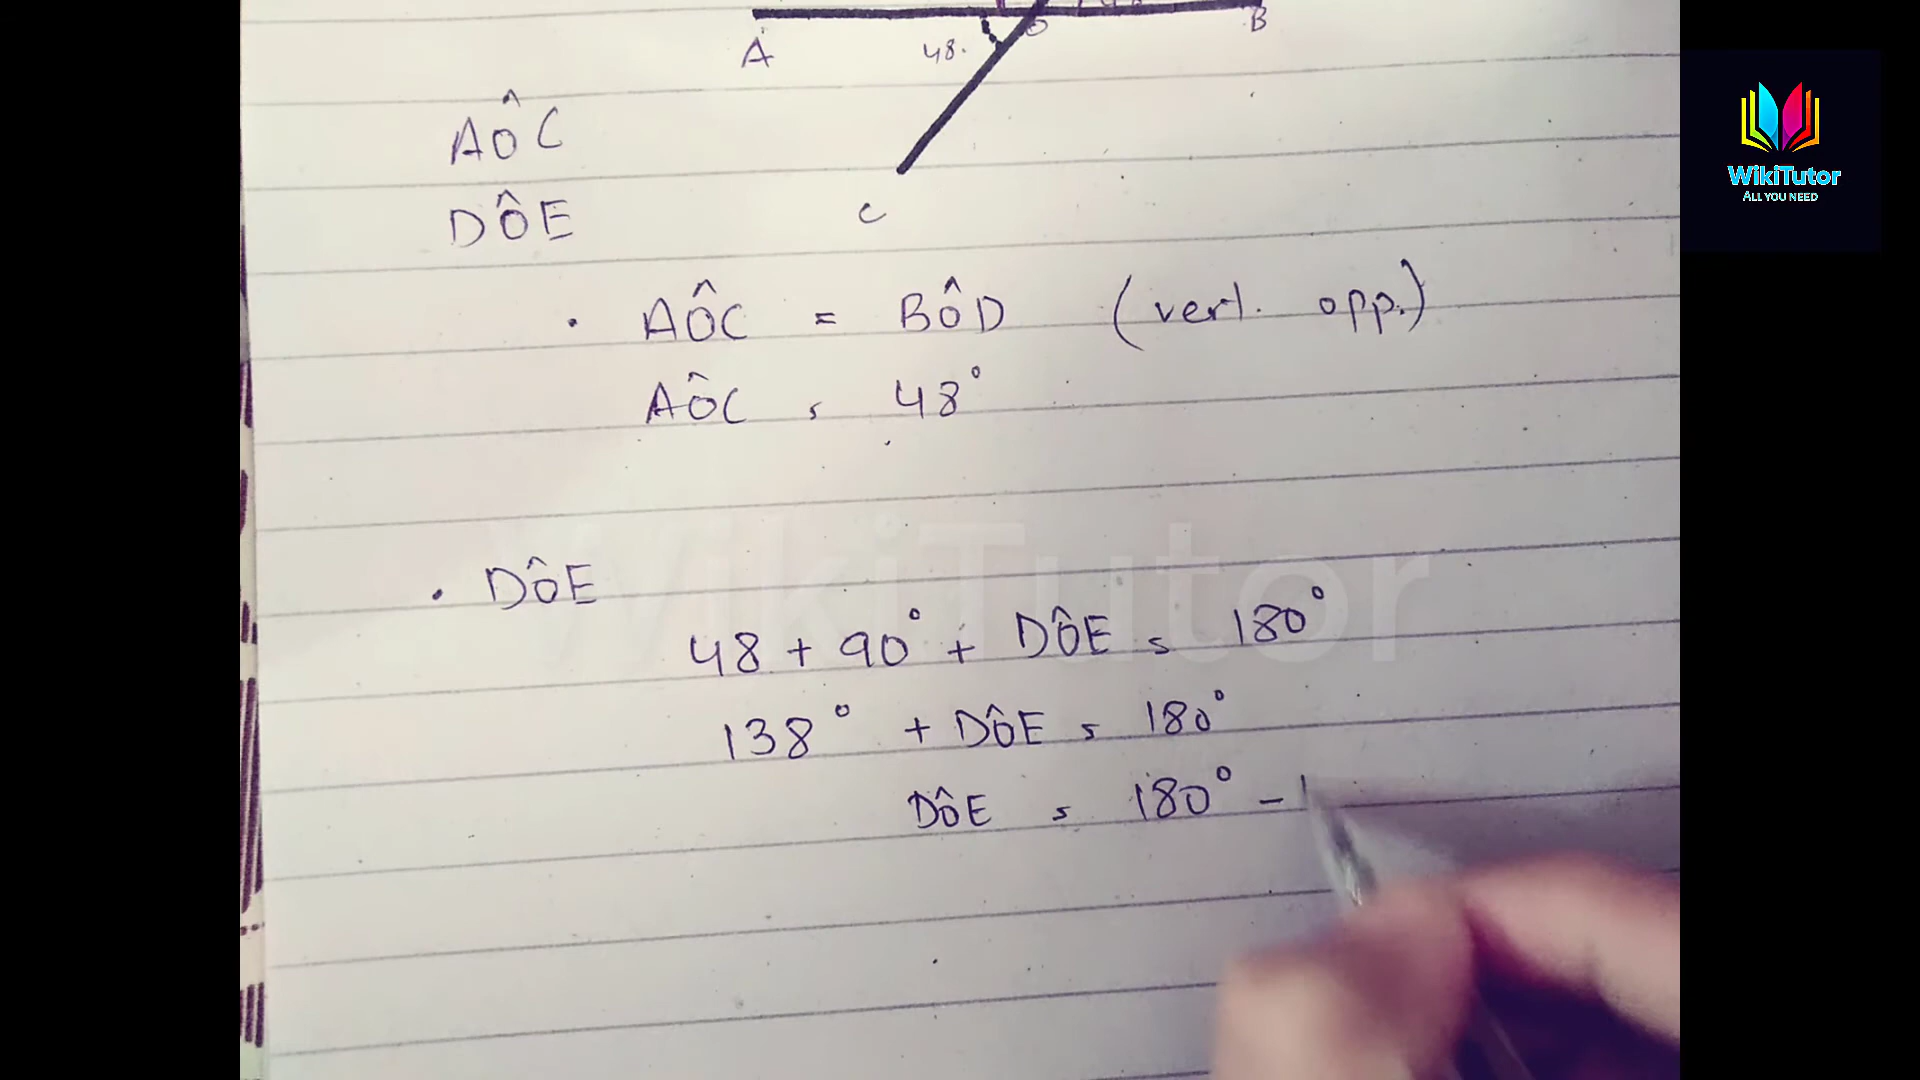 A O B
48.
AÔC
C
DÔE
. AÔC = BÔD (vert. opp.)
AÔC = 48°
. DÔE
48 + 90° + DÔE = 180°
138° + DÔE = 180°
DÔE = 180° - 1
WikiTutor
ALL YOU NEED
WikiTutor